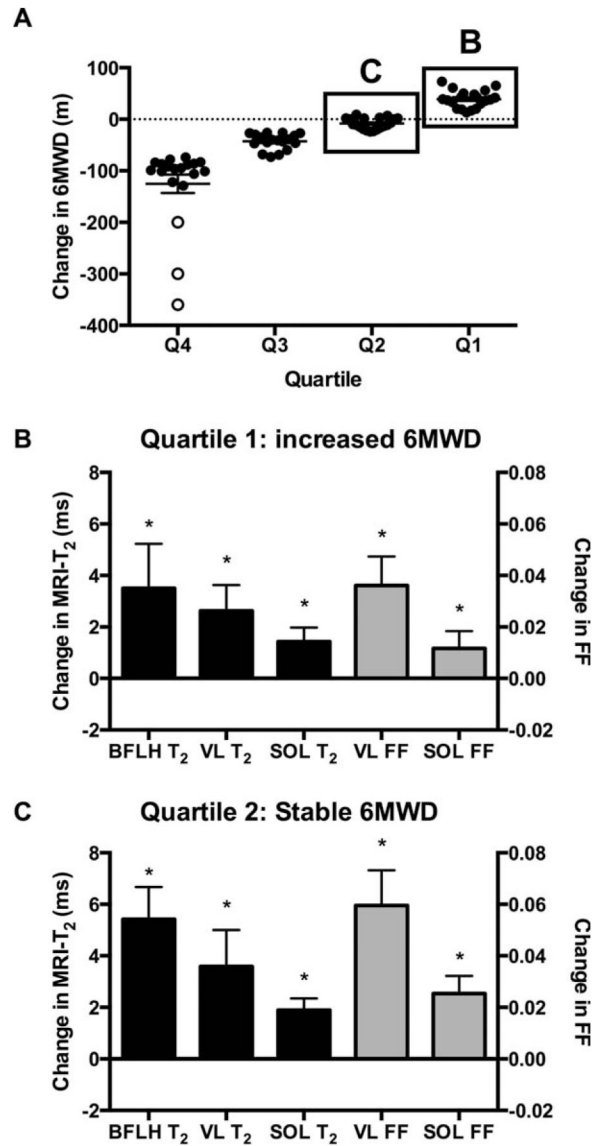 A
C
B
100
0
-100
-200
-300
-400
Change in 6MWD (m)
Q4 Q3 Q2 Q1
Quartile
B
Quartile 1: increased 6MWD
8
6
4
2
0
-2
Change in MRI-T₂ (ms)
0.08
0.06
0.04
0.02
0.00
-0.02
Change in FF
* * * * *
BFLH T₂ VL T₂ SOL T₂ VL FF SOL FF
C
Quartile 2: Stable 6MWD
8
6
4
2
0
-2
Change in MRI-T₂ (ms)
0.08
0.06
0.04
0.02
0.00
-0.02
Change in FF
* * * * *
BFLH T₂ VL T₂ SOL T₂ VL FF SOL FF